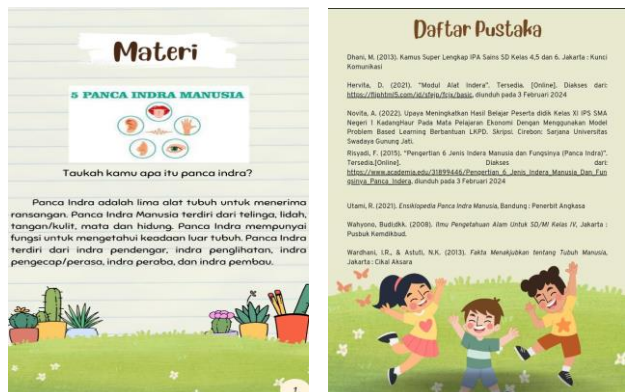 Materi
5 PANCA INDRA MANUSIA
Taukah kamu apa itu panca indra?
Panca Indra adalah lima alat tubuh untuk menerima
ransangan. Panca Indra Manusia terdiri dari telinga, lidah,
tangan/kulit, mata dan hidung. Panca Indra mempunyai
fungsi untuk mengetahui keadaan luar tubuh. Panca Indra
terdiri dari indra pendengar, indra penglihatan, indra
pengecap/perasa, indra peraba, dan indra pembau.
1
Daftar Pustaka
Dhani, M. (2013). Kamus Super Lengkap IPA Sains SD Kelas 4,5 dan 6. Jakarta : Kunci
Komunikasi
Hervita, D. (2021). "Modul Alat Indera". Tersedia. [Online]. Diakses dari:
diunduh pada 3 Februari 2024
Novita, A. (2022). Upaya Meningkatkan Hasil Belajar Peserta didik Kelas XI IPS SMA
Negeri 1 KadangHaur Pada Mata Pelajaran Ekonomi Dengan Menggunakan Model
Problem Based Learning Berbantuan LKPD. Skripsi. Cirebon: Sarjana Universitas
Swadaya Gunung Jati.
Risyadi, F. (2015). "Pengertian 6 Jenis Indra Manusia dan Fungsinya (Panca Indra)".
Tersedia.[Online]. Diakses dari:
https://www.academia.edu/31899446/Pengertian_6_Jenis_Indera_Manusia_Dan_Fun
gsinya_Panca_Indera, diunduh pada 3 Februari 2024
Utami, R. (2021). Ensiklopedia Panca Indra Manusia, Bandung : Penerbit Angkasa
Wahyono, Budidkk. (2008). Ilmu Pengetahuan Alam Untuk SD/MI Kelas IV, Jakarta :
Pusbuk Kemdikbud.
Wardhani, I.R., & Astuti, N.K. (2013). Fakta Menakjubkan tentang Tubuh Manusia,
Jakarta : Cikal Aksara